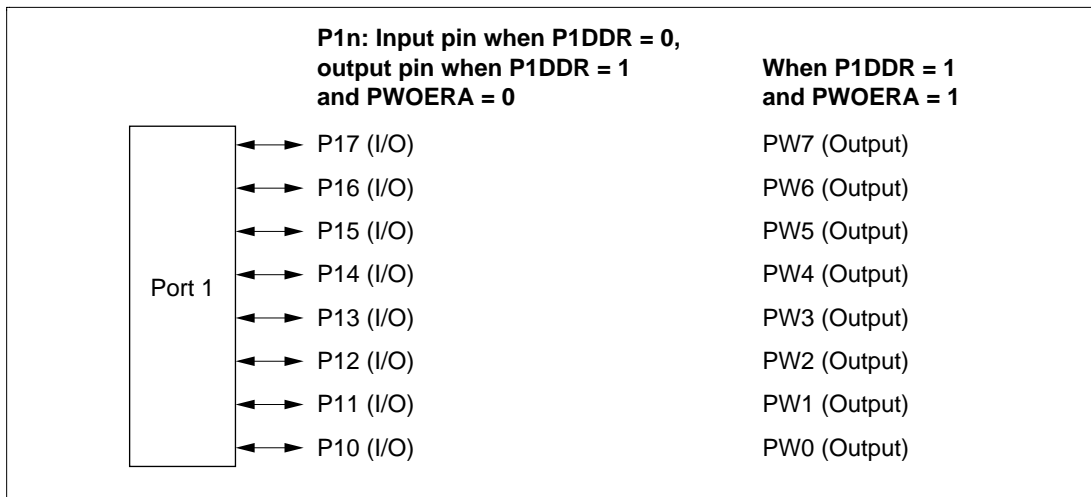 P1n: Input pin when P1DDR = 0,
output pin when P1DDR = 1
and PWOERA = 0
When P1DDR = 1
and PWOERA = 1
Port 1
P17 (I/O) PW7 (Output)
P16 (I/O) PW6 (Output)
P15 (I/O) PW5 (Output)
P14 (I/O) PW4 (Output)
P13 (I/O) PW3 (Output)
P12 (I/O) PW2 (Output)
P11 (I/O) PW1 (Output)
P10 (I/O) PW0 (Output)